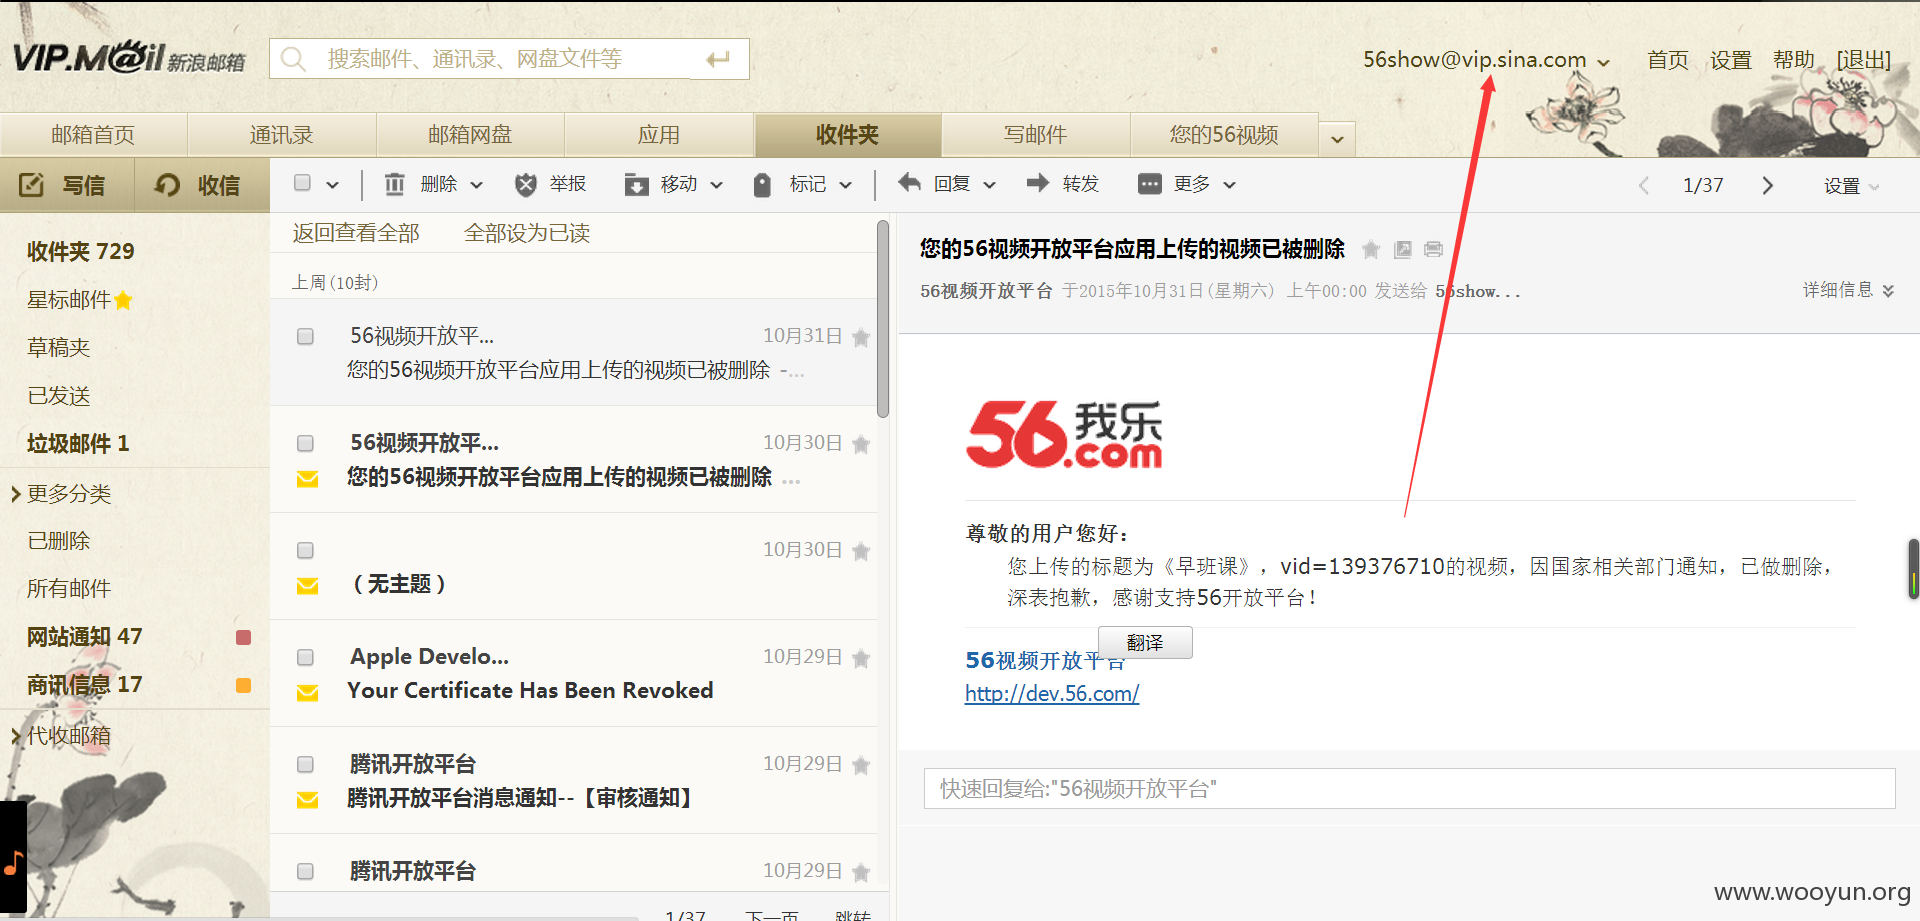 VIP.M@il 新浪邮箱
搜索邮件、通讯录、网盘文件等
56show@vip.sina.com 首页 设置 帮助 [退出]
邮箱首页 通讯录 邮箱网盘 应用 收件夹 写邮件 您的56视频
写信 收信 删除 举报 移动 标记 回复 转发 更多 1/37 设置
收件夹 729
星标邮件
草稿夹
已发送
垃圾邮件 1
更多分类
已删除
所有邮件
网站通知 47
商讯信息 17
代收邮箱
返回查看全部 全部设为已读
上周(10封)
56视频开放平... 10月31日
您的56视频开放平台应用上传的视频已被删除 -...
56视频开放平... 10月30日
您的56视频开放平台应用上传的视频已被删除 ...
10月30日
（无主题）
Apple Develo... 10月29日
Your Certificate Has Been Revoked
腾讯开放平台 10月29日
腾讯开放平台消息通知--【审核通知】
腾讯开放平台 10月29日
1/37 下一页 跳转
您的56视频开放平台应用上传的视频已被删除
56视频开放平台 于2015年10月31日(星期六) 上午00:00 发送给 56show...
详细信息
56我乐.com
尊敬的用户您好：
您上传的标题为《早班课》，vid=139376710的视频，因国家相关部门通知，已做删除，
深表抱歉，感谢支持56开放平台！
翻译
56视频开放平台
http://dev.56.com/
快速回复给:"56视频开放平台"
www.wooyun.org